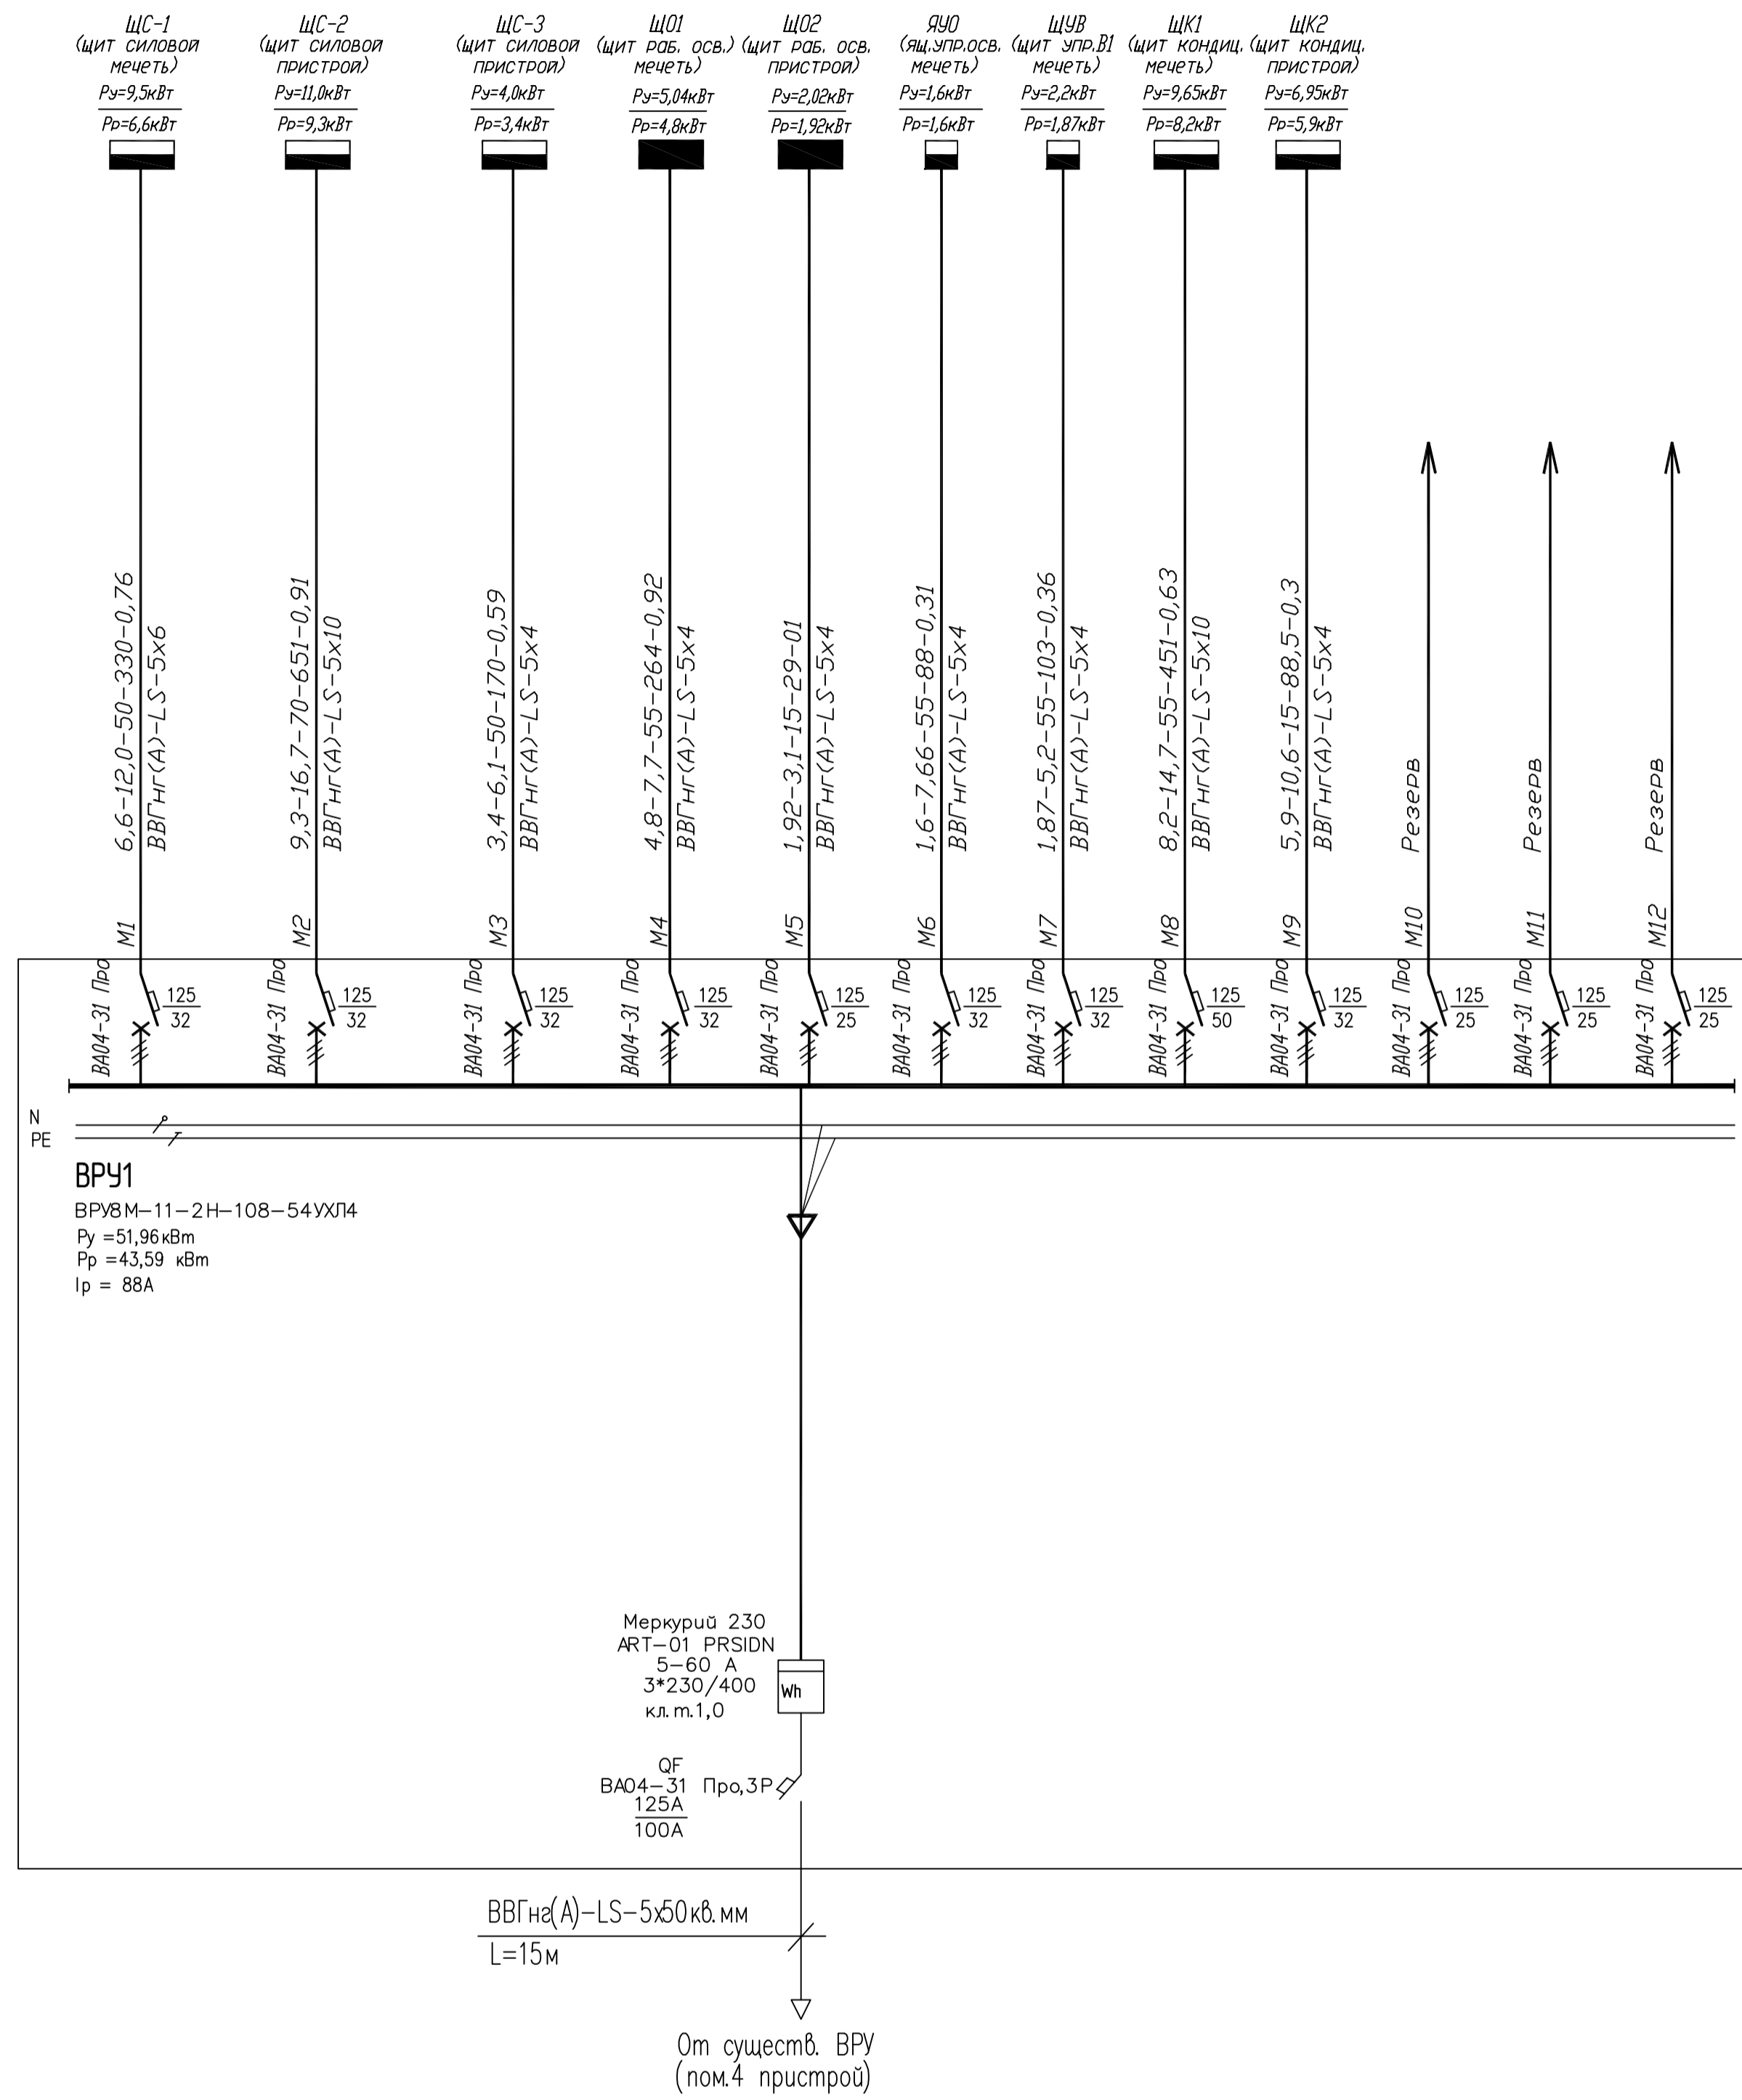 ЩС-1
(щит силовой
мечеть)
Ру=9,5кВт
Рр=6,6кВт
ЩС-2
(щит силовой
пристрой)
Ру=11,0кВт
Рр=9,3кВт
ЩС-3
(щит силовой
пристрой)
Ру=4,0кВт
Рр=3,4кВт
ЩО1
(щит раб. осв.)
мечеть)
Ру=5,04кВт
Рр=4,8кВт
ЩО2
(щит раб. осв.
пристрой)
Ру=2,02кВт
Рр=1,92кВт
ЯУО
(ящ.упр.осв.
мечеть)
Ру=1,6кВт
Рр=1,6кВт
ЩУВ
(щит упр.В1
мечеть)
Ру=2,2кВт
Рр=1,87кВт
ЩК1
(щит кондиц.
мечеть)
Ру=9,65кВт
Рр=8,2кВт
ЩК2
(щит кондиц.
пристрой)
Ру=6,95кВт
Рр=5,9кВт
6,6-12,0-50-330-0,76
ВВГнг(А)-LS-5х6
9,3-16,7-70-651-0,91
ВВГнг(А)-LS-5х10
3,4-6,1-50-170-0,59
ВВГнг(А)-LS-5х4
4,8-7,7-55-264-0,92
ВВГнг(А)-LS-5х4
1,92-3,1-15-29-01
ВВГнг(А)-LS-5х4
1,6-7,66-55-88-0,31
ВВГнг(А)-LS-5х4
1,87-5,2-55-103-0,36
ВВГнг(А)-LS-5х4
8,2-14,7-55-451-0,63
ВВГнг(А)-LS-5х10
5,9-10,6-15-88,5-0,3
ВВГнг(А)-LS-5х4
Резерв
Резерв
Резерв
М1
М2
М3
М4
М5
М6
М7
М8
М9
М10
М11
М12
ВА04-31 Про
125
32
ВА04-31 Про
125
32
ВА04-31 Про
125
32
ВА04-31 Про
125
32
ВА04-31 Про
125
25
ВА04-31 Про
125
32
ВА04-31 Про
125
32
ВА04-31 Про
125
50
ВА04-31 Про
125
32
ВА04-31 Про
125
25
ВА04-31 Про
125
25
ВА04-31 Про
125
25
N
PE
ВРУ1
ВРУ8М-11-2Н-108-54УХЛ4
Ру =51,96кВт
Рр =43,59 кВт
Iр = 88А
Меркурий 230
ART-01 PRSIDN
5-60 А
3*230/400
кл.т.1,0
Wh
QF
ВА04-31 Про,3Р
125А
100А
ВВГнг(А)-LS-5х50кв.мм
L=15м
От существ. ВРУ
(пом.4 пристрой)